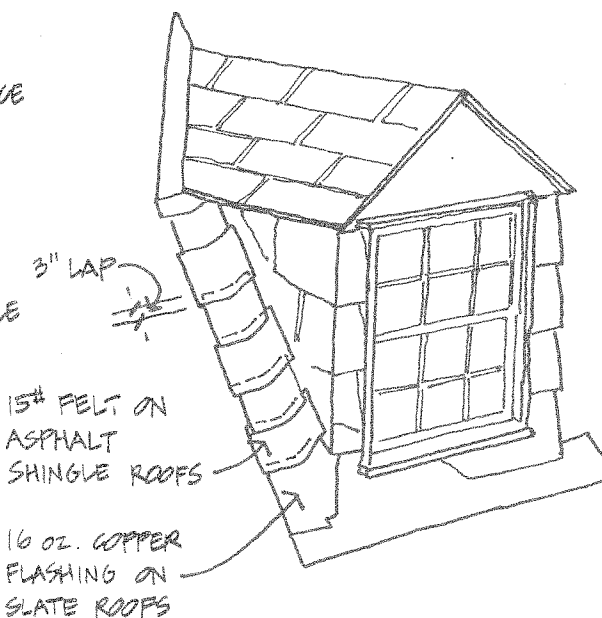 3" LAP
15# FELT ON
ASPHALT
SHINGLE ROOFS
16 OZ. COPPER
FLASHING ON
SLATE ROOFS